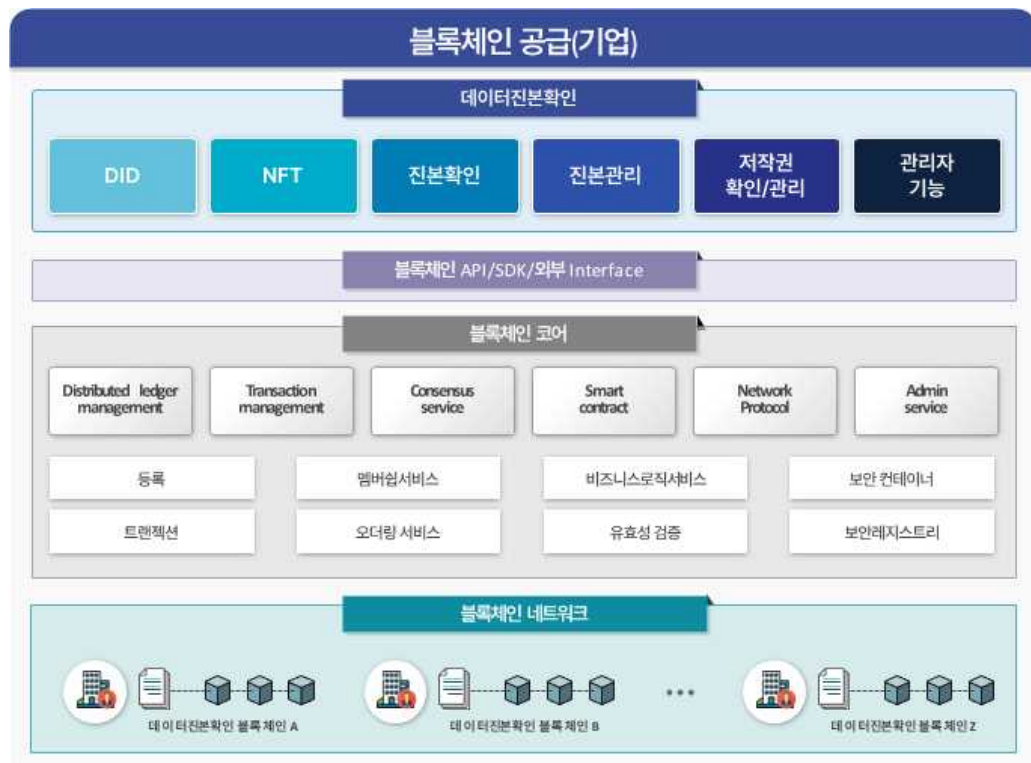 블록체인 공급(기업)
데이터진본확인
DID
NFT
진본확인
진본관리
저작권
확인/관리
관리자
기능
블록체인 API/SDK/외부 Interface
블록체인 코어
Distributed ledger
management
Transaction
management
Consensus
service
Smart
contract
Network
Protocol
Admin
service
등록
멤버쉽서비스
비즈니스로직서비스
보안 컨테이너
트랜젝션
오더링 서비스
유효성 검증
보안레지스트리
블록체인 네트워크
데이터진본확인 블록체인 A
데이터진본확인 블록체인 B
데이터진본확인 블록체인 Z